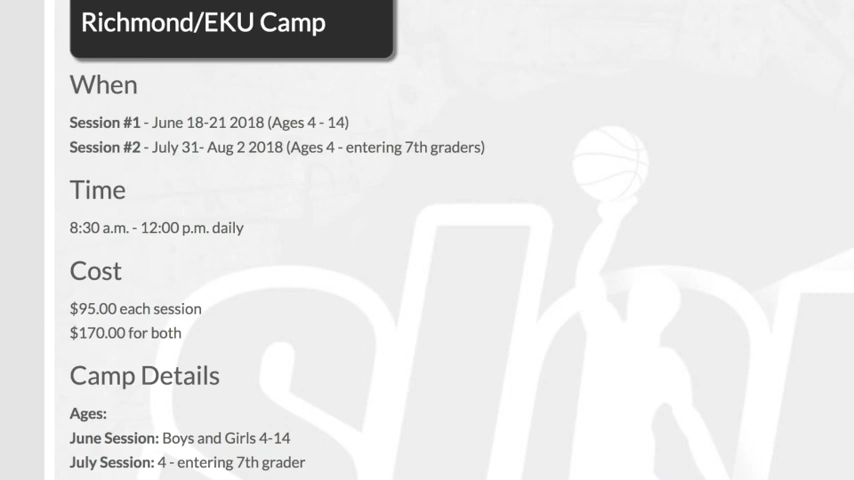 Richmond/EKU Camp
When
Session #1 - June 18-21 2018 (Ages 4 - 14)
Session #2 - July 31- Aug 2 2018 (Ages 4 - entering 7th graders)
Time
8:30 a.m. - 12:00 p.m. daily
Cost
$95.00 each session
$170.00 for both
Camp Details
Ages:
June Session: Boys and Girls 4-14
July Session: 4 - entering 7th grader